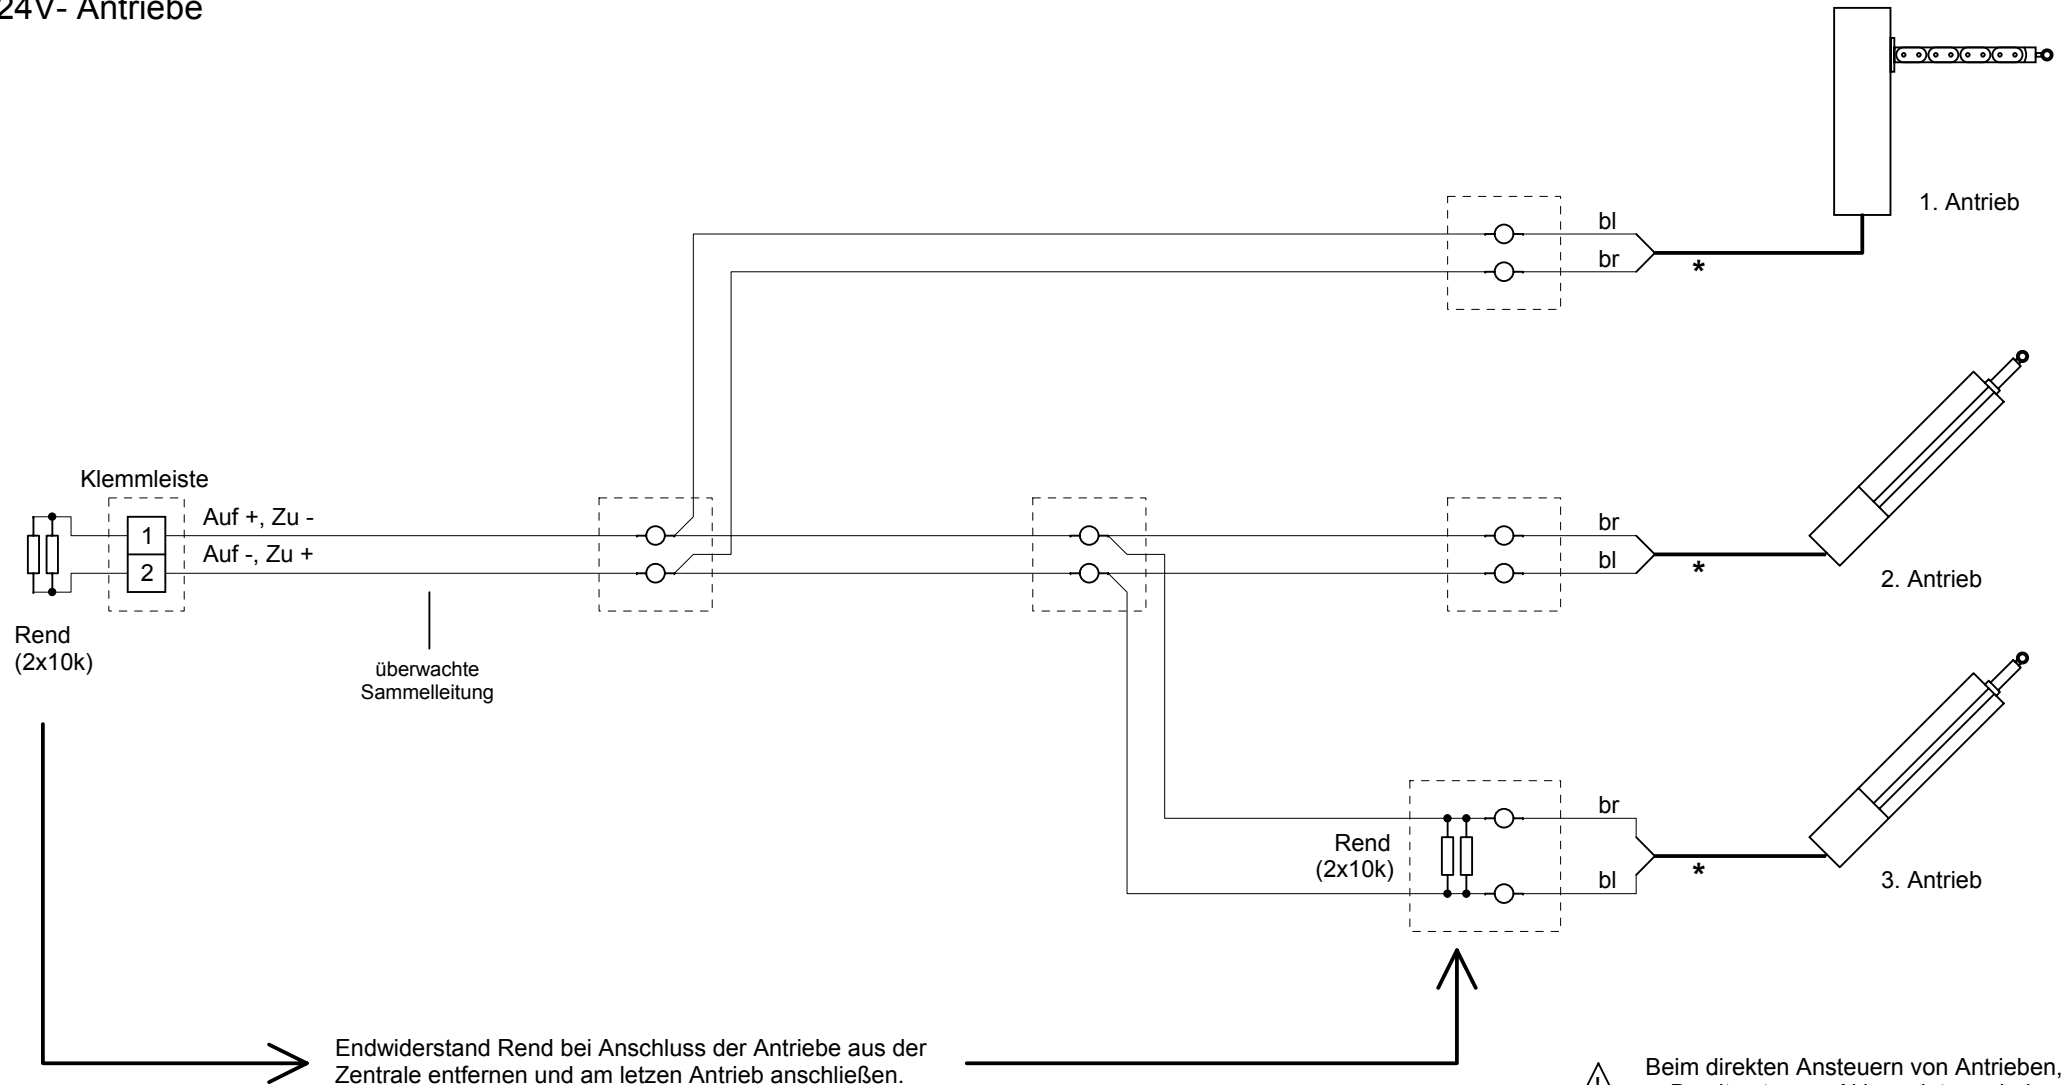 24V- Antriebe
1. Antrieb
bl
br
*
Klemmleiste
Auf +, Zu -
1
Auf -, Zu +
2
br
bl
*
2. Antrieb
Rend
(2x10k)
überwachte
Sammelleitung
br
Rend
(2x10k)
bl
*
3. Antrieb
Endwiderstand Rend bei Anschluss der Antriebe aus der
Zentrale entfernen und am letzen Antrieb anschließen.
Beim direkten Ansteuern von Antrieben,